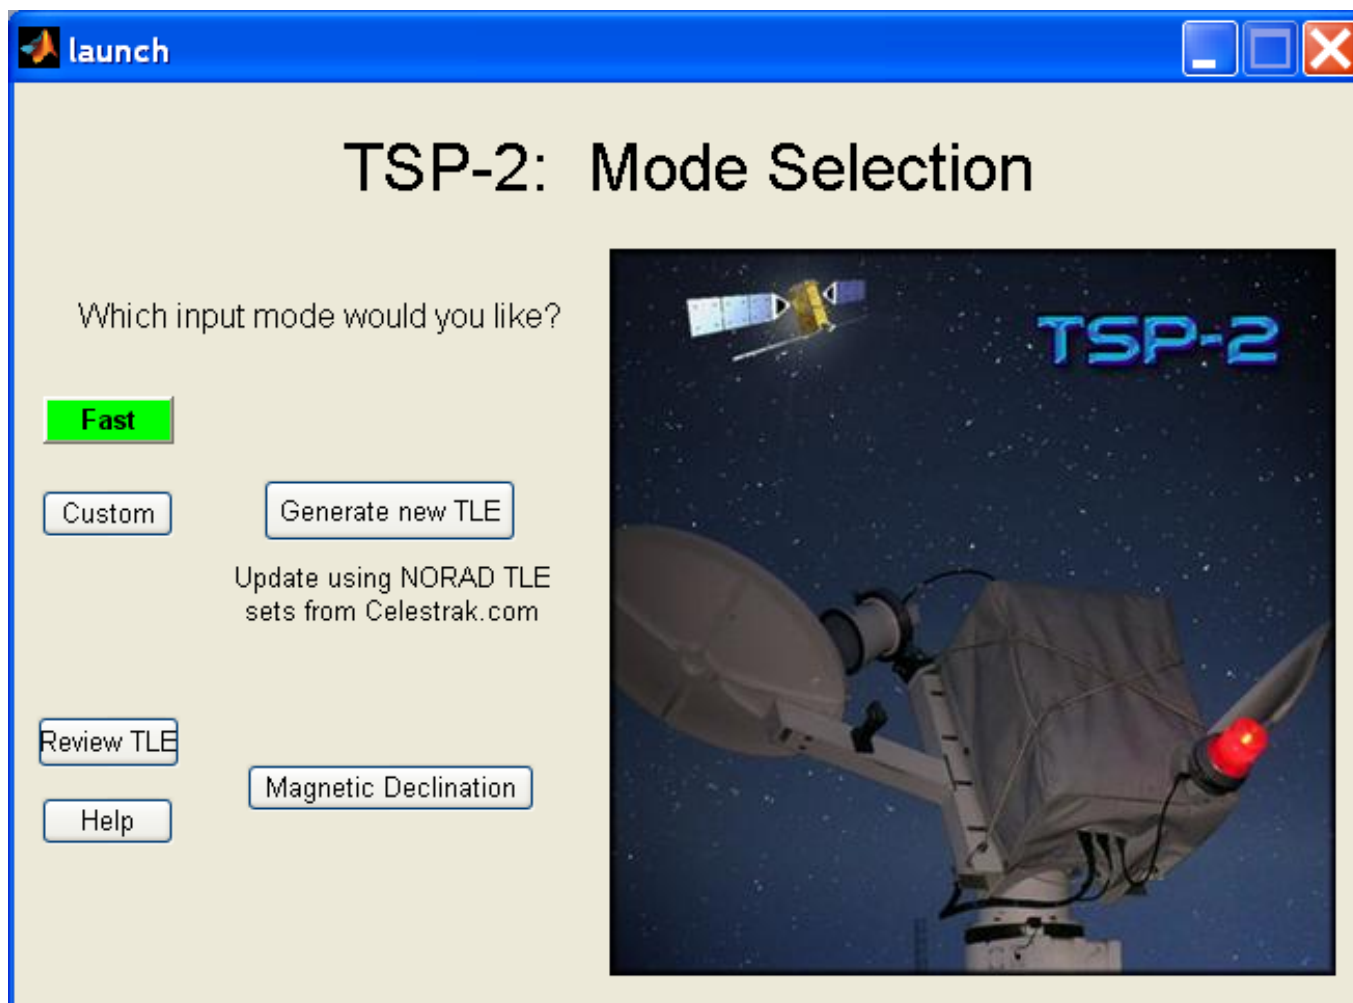 launch
TSP-2: Mode Selection
Which input mode would you like?
TSP-2
Fast
Custom
Generate new TLE
Update using NORAD TLE
sets from Celestrak.com
Review TLE
Magnetic Declination
Help